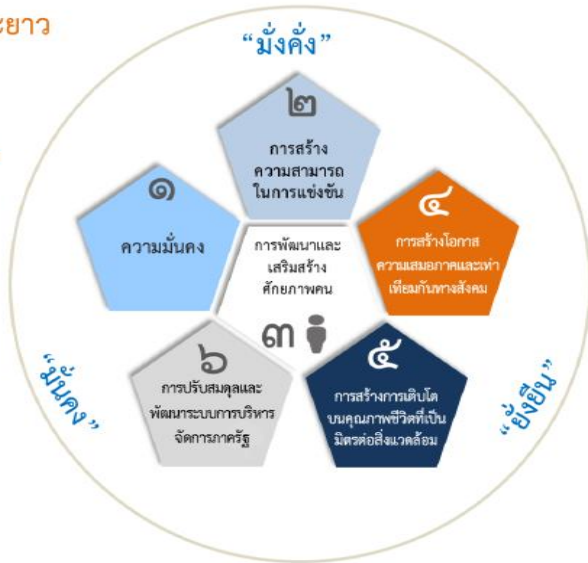 ะยาว
“มั่งคั่ง”
๒
การสร้าง
ความสามารถ
ในการแข่งขัน
๑
ความมั่นคง
๔
การสร้างโอกาส
ความเสมอภาคและเท่า
เทียมกันทางสังคม
การพัฒนาและ
เสริมสร้าง
ศักยภาพคน
๓
๖
การปรับสมดุลและ
พัฒนาระบบการบริหาร
จัดการภาครัฐ
๕
การสร้างการเติบโต
บนคุณภาพชีวิตที่เป็น
มิตรต่อสิ่งแวดล้อม
“มั่นคง”
“ยั่งยืน”